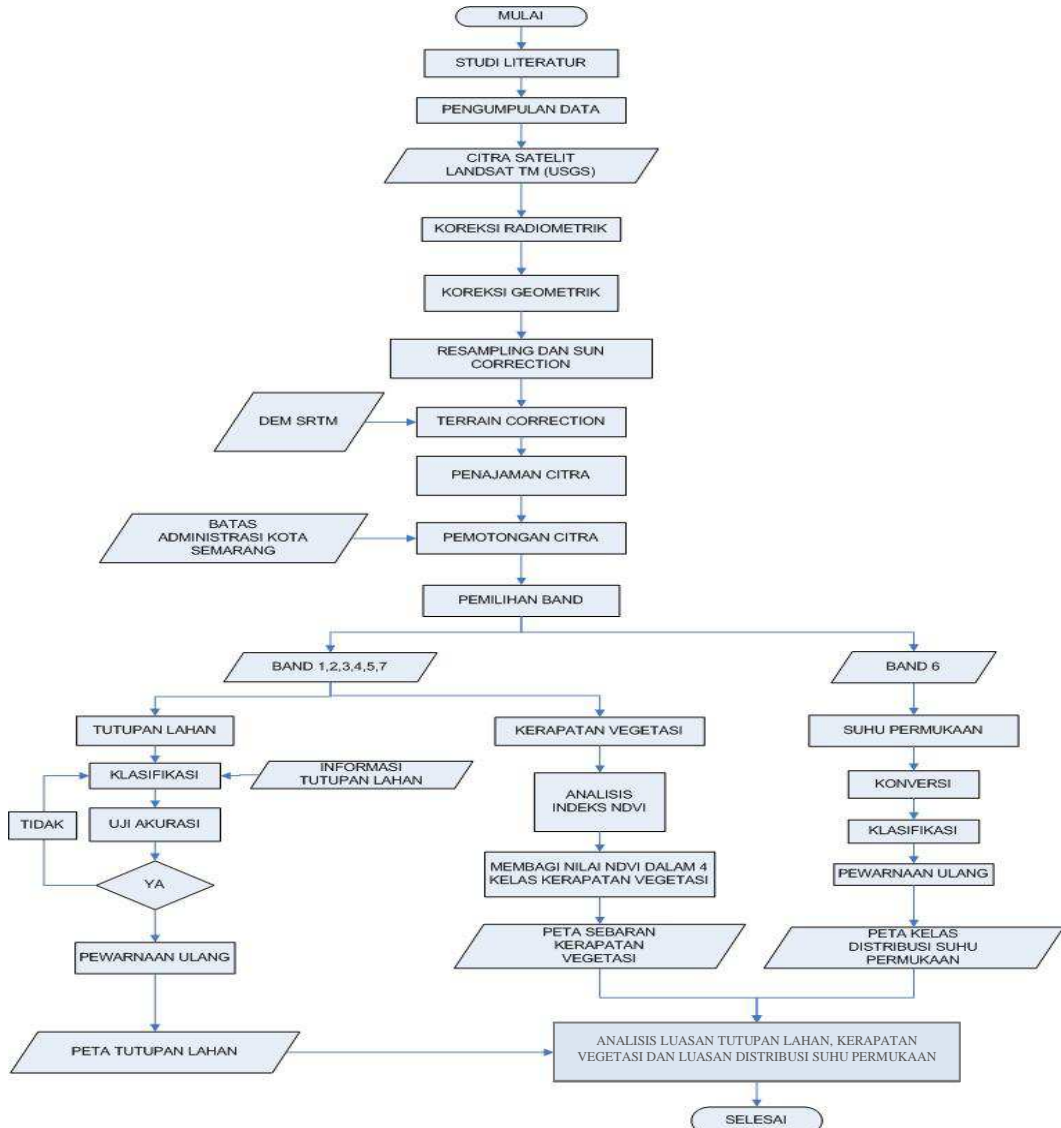 MULAI
STUDI LITERATUR
PENGUMPULAN DATA
CITRA SATELIT
LANDSAT TM (USGS)
KOREKSI RADIOMETRIK
KOREKSI GEOMETRIK
RESAMPLING DAN SUN
CORRECTION
DEM SRTM
TERRAIN CORRECTION
PENAJAMAN CITRA
BATAS
ADMINISTRASI KOTA
SEMARANG
PEMOTONGAN CITRA
PEMILIHAN BAND
BAND 1,2,3,4,5,7
BAND 6
TUTUPAN LAHAN
KERAPATAN VEGETASI
SUHU PERMUKAAN
KLASIFIKASI
INFORMASI
TUTUPAN LAHAN
ANALISIS
INDEKS NDVI
KONVERSI
TIDAK
UJI AKURASI
KLASIFIKASI
YA
MEMBAGI NILAI NDVI DALAM 4
KELAS KERAPATAN VEGETASI
PEWARNAAN ULANG
PEWARNAAN ULANG
PETA SEBARAN
KERAPATAN
VEGETASI
PETA KELAS
DISTRIBUSI SUHU
PERMUKAAN
PETA TUTUPAN LAHAN
ANALISIS LUASAN TUTUPAN LAHAN, KERAPATAN
VEGETASI DAN LUASAN DISTRIBUSI SUHU PERMUKAAN
SELESAI